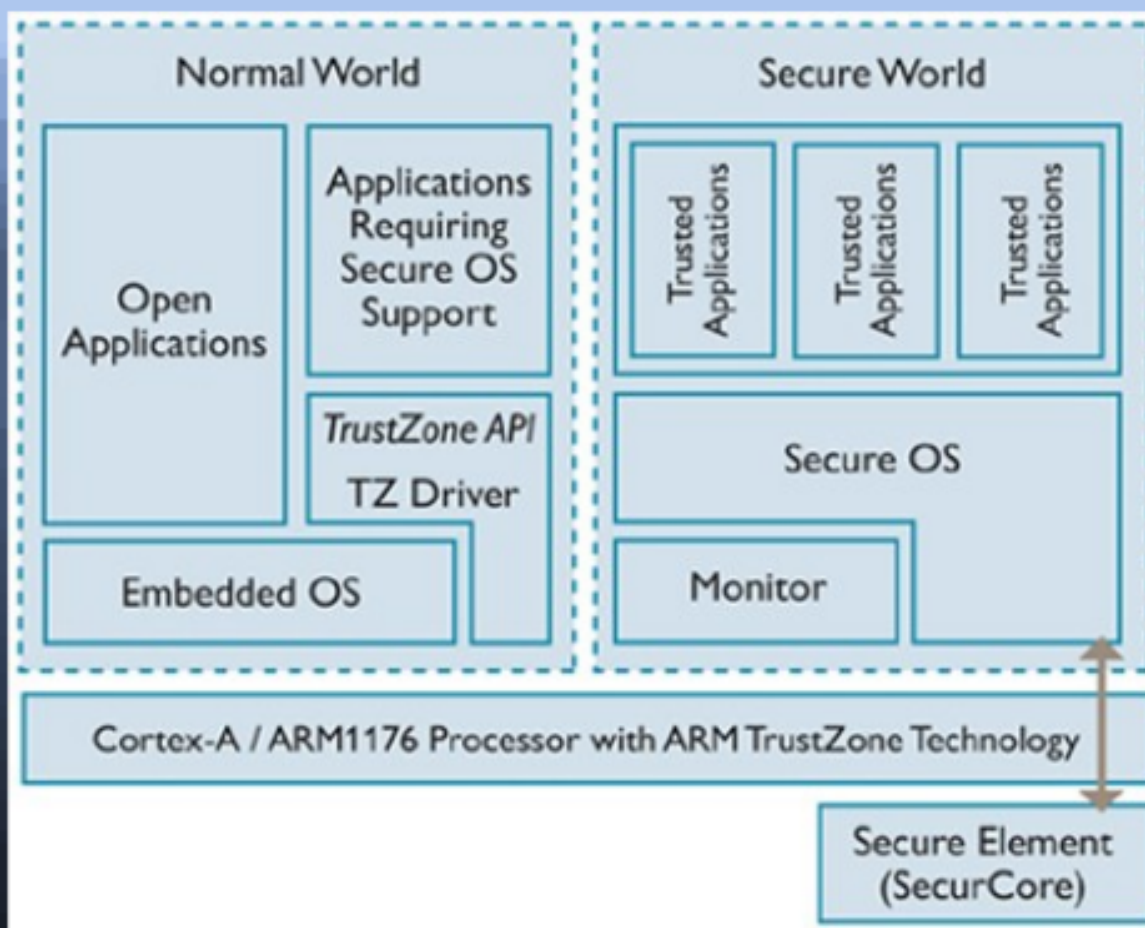 Normal World
Open
Applications
Applications
Requiring
Secure OS
Support
TrustZone API
TZ Driver
Embedded OS
Secure World
Trusted
Applications
Trusted
Applications
Trusted
Applications
Secure OS
Monitor
Cortex-A / ARM1176 Processor with ARM TrustZone Technology
Secure Element
(SecurCore)